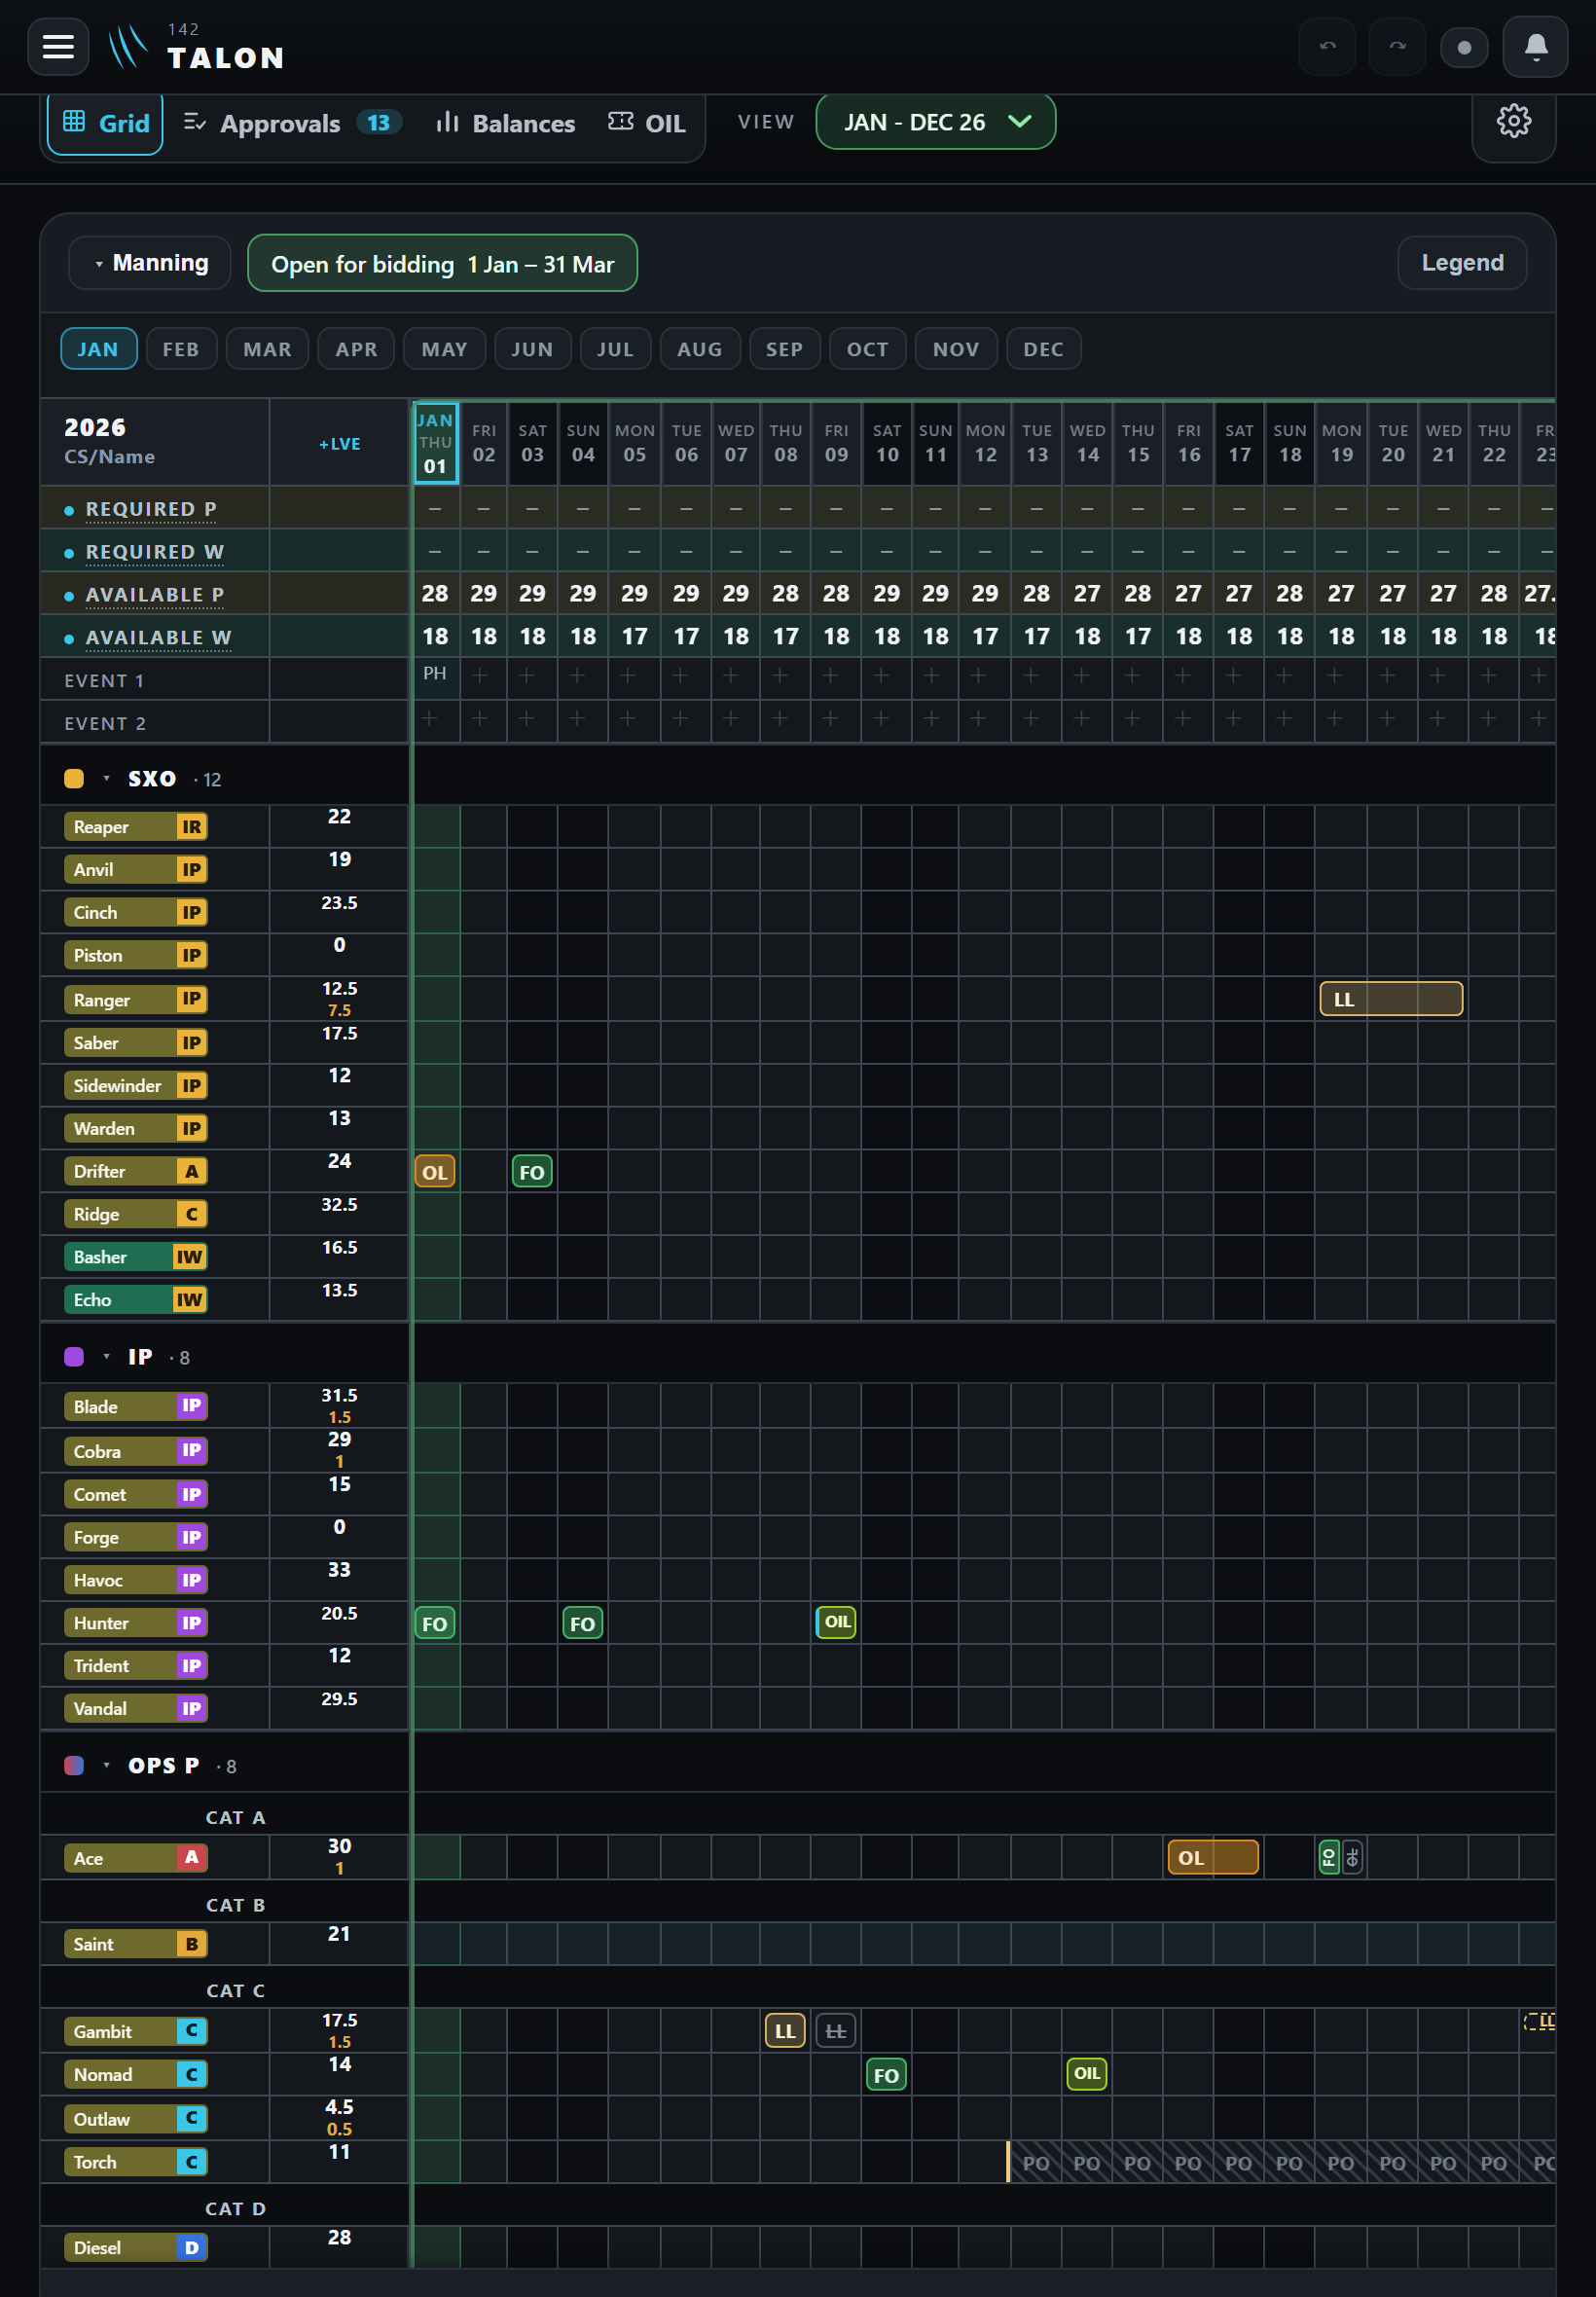 142
TALON
Grid Approvals 13 Balances OIL VIEW JAN - DEC 26
Manning Open for bidding 1 Jan – 31 Mar Legend
JAN FEB MAR APR MAY JUN JUL AUG SEP OCT NOV DEC
2026
CS/Name
+LVE
JAN THU 01
FRI 02
SAT 03
SUN 04
MON 05
TUE 06
WED 07
THU 08
FRI 09
SAT 10
SUN 11
MON 12
TUE 13
WED 14
THU 15
FRI 16
SAT 17
SUN 18
MON 19
TUE 20
WED 21
THU 22
FR 23
REQUIRED P – – – – – – – – – – – – – – – – – – – – – – –
REQUIRED W – – – – – – – – – – – – – – – – – – – – – – –
AVAILABLE P 28 29 29 29 29 29 29 28 28 29 29 29 28 27 28 27 27 28 27 27 27 28 27.
AVAILABLE W 18 18 18 18 17 17 18 17 18 18 18 17 17 18 17 18 18 18 18 18 18 18 18
EVENT 1 PH + + + + + + + + + + + + + + + + + + + + + +
EVENT 2 + + + + + + + + + + + + + + + + + + + + + + +
SXO · 12
Reaper IR 22
Anvil IP 19
Cinch IP 23.5
Piston IP 0
Ranger IP 12.5 7.5 LL
Saber IP 17.5
Sidewinder IP 12
Warden IP 13
Drifter A 24 OL FO
Ridge C 32.5
Basher IW 16.5
Echo IW 13.5
IP · 8
Blade IP 31.5 1.5
Cobra IP 29 1
Comet IP 15
Forge IP 0
Havoc IP 33
Hunter IP 20.5 FO FO OIL
Trident IP 12
Vandal IP 29.5
OPS P · 8
CAT A
Ace A 30 1 OL FO OL
CAT B
Saint B 21
CAT C
Gambit C 17.5 1.5 LL LL LL
Nomad C 14 FO OIL
Outlaw C 4.5 0.5
Torch C 11 PO PO PO PO PO PO PO PO PO PO PO
CAT D
Diesel D 28